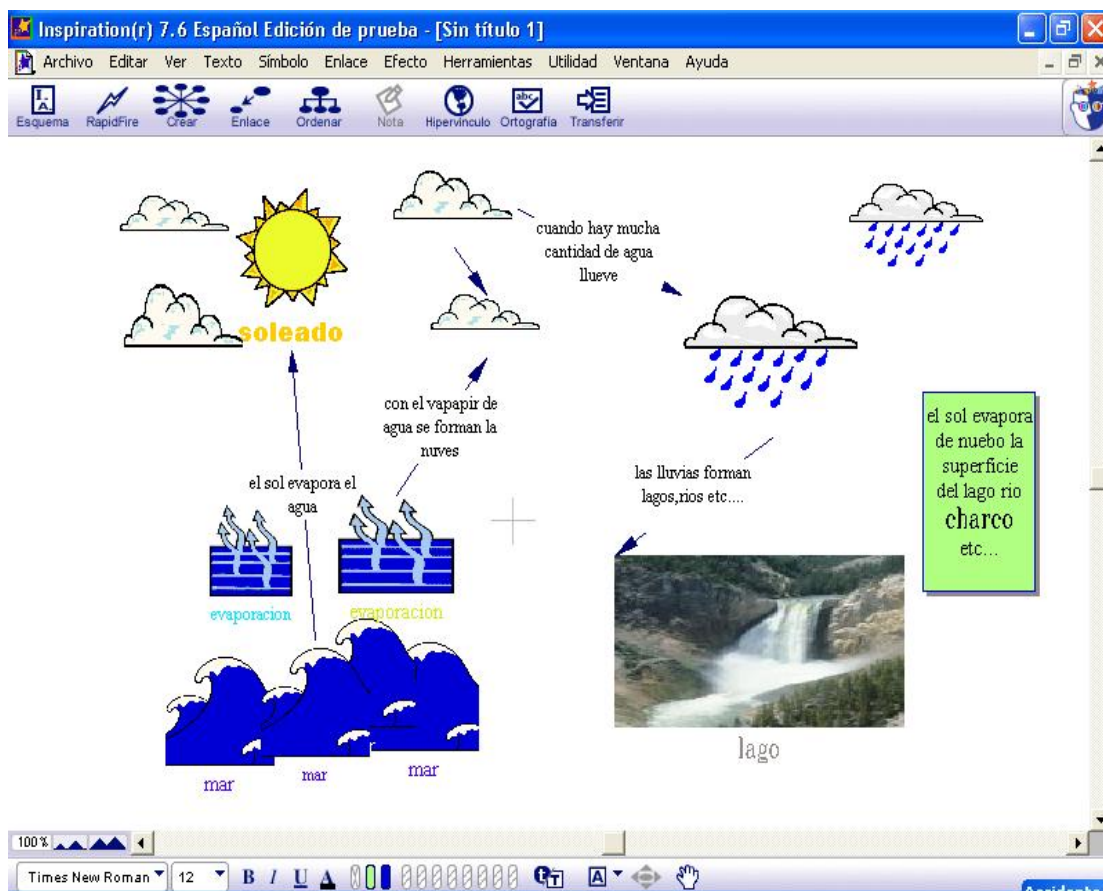 Inspiration(r) 7.6 Español Edición de prueba - [Sin título 1]
Archivo Editar Ver Texto Símbolo Enlace Efecto Herramientas Utilidad Ventana Ayuda
Esquema RapidFire Crear Enlace Ordenar Nota Hipervínculo Ortografía Transferir
cuando hay mucha
cantidad de agua
llueve
soleado
con el vapapir de
agua se forman la
nuves
el sol evapora el
agua
las lluvias forman
lagos,rios etc....
el sol evapora
de nuebo la
superficie
del lago rio
charco
etc...
evaporacion
evaporacion
mar
mar
mar
lago
100%
Times New Roman 12 B I U A